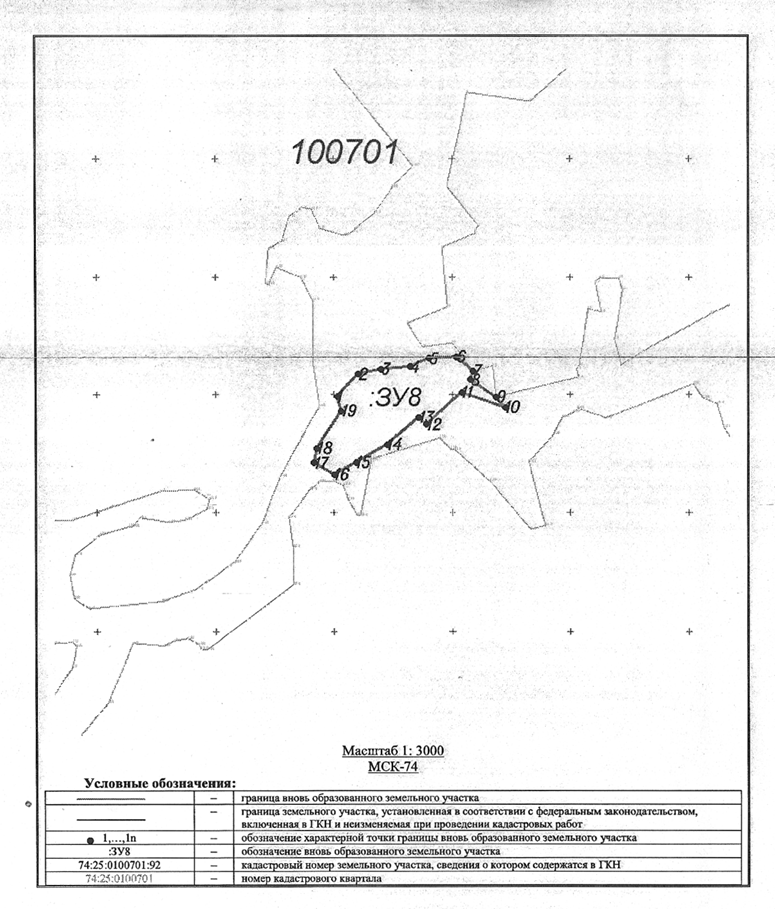 100701
6
5
4
3
2
7
8
:ЗУ8
11
9
10
19
13
12
14
18
17
15
16
Масштаб 1: 3000
МСК-74
Условные обозначения:
– граница вновь образованного земельного участка
– граница земельного участка, установленная в соответствии с федеральным законодательством,
включенная в ГКН и неизменяемая при проведении кадастровых работ
1,...,1n – обозначение характерной точки границы вновь образованного земельного участка
:ЗУ8 – обозначение вновь образованного земельного участка
74:25:0100701:92 – кадастровый номер земельного участка, сведения о котором содержатся в ГКН
74:25:0100701 – номер кадастрового квартала